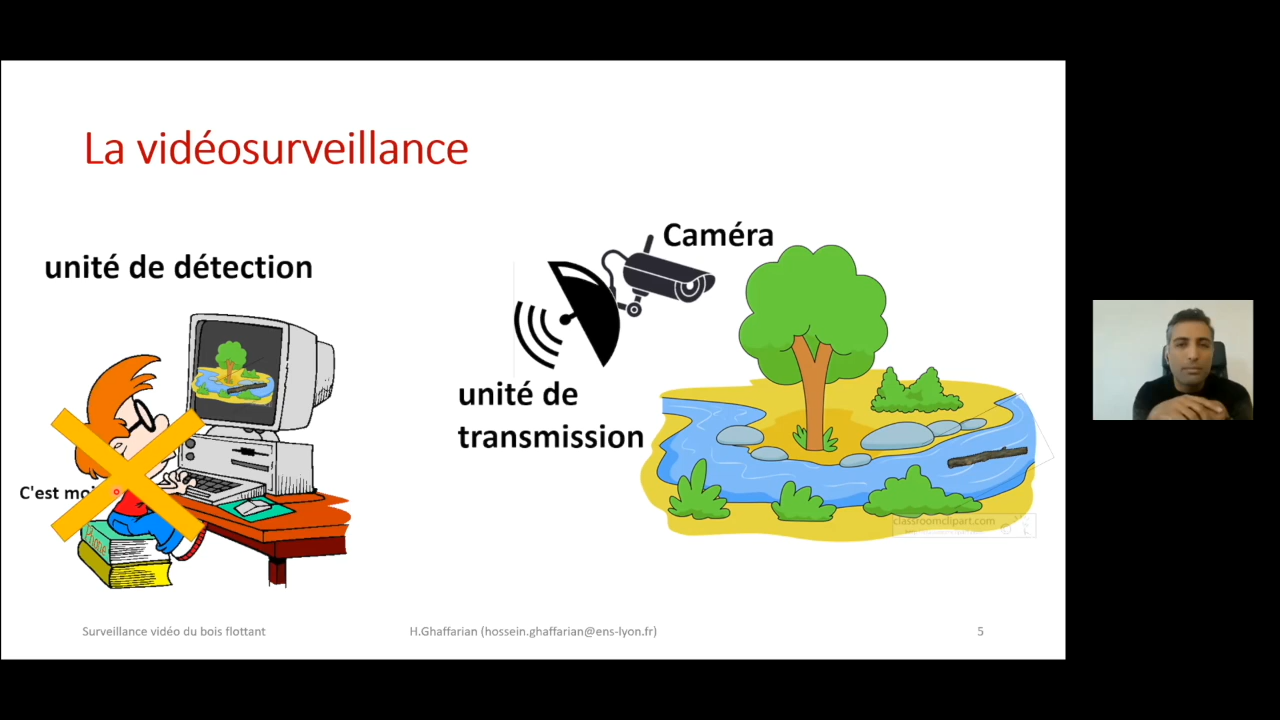 La vidéosurveillance
unité de détection
Caméra
unité de
transmission
C'est moi
Phone
classroomclipart.com
Surveillance vidéo du bois flottant
H.Ghaffarian (hossein.ghaffarian@ens-lyon.fr)
5